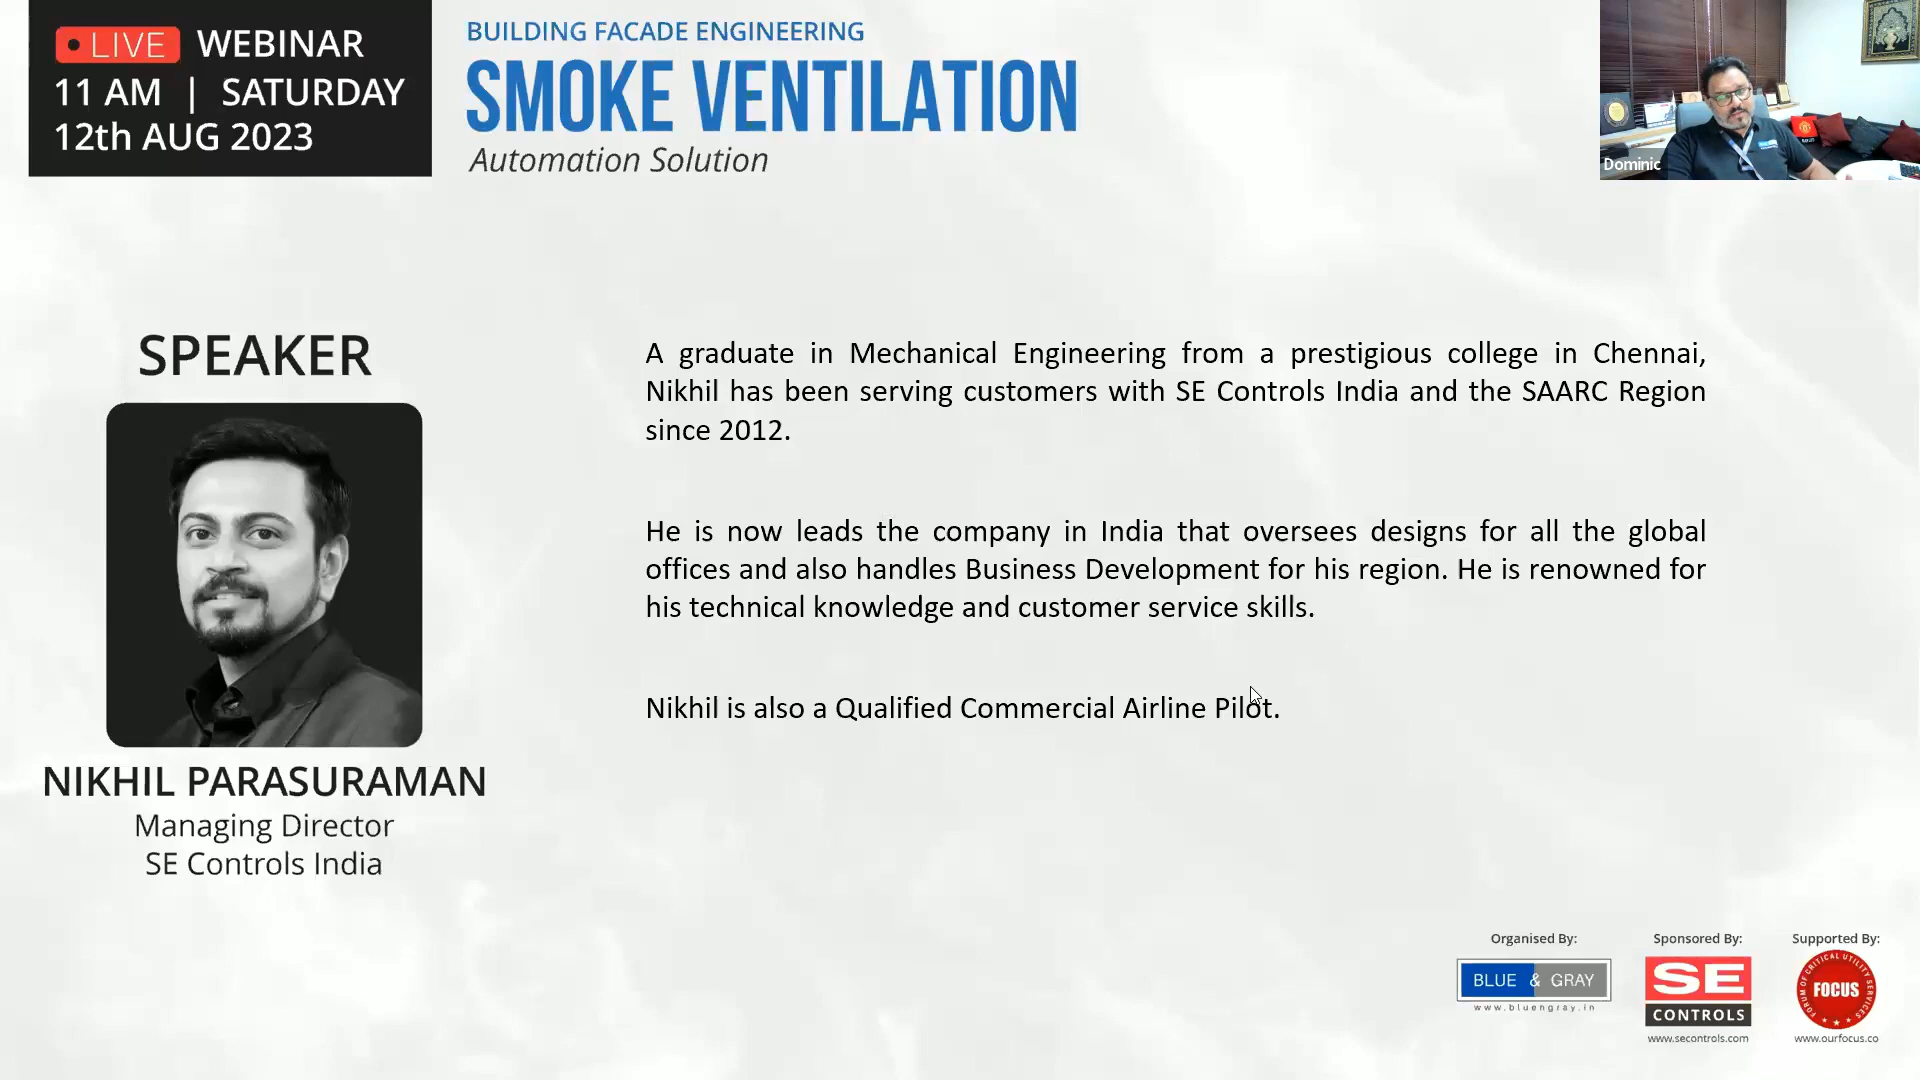 LIVE WEBINAR
11 AM | SATURDAY
12th AUG 2023
BUILDING FACADE ENGINEERING
SMOKE VENTILATION
Automation Solution
Dominic
SPEAKER
NIKHIL PARASURAMAN
Managing Director
SE Controls India
A graduate in Mechanical Engineering from a prestigious college in Chennai,
Nikhil has been serving customers with SE Controls India and the SAARC Region
since 2012.
He is now leads the company in India that oversees designs for all the global
offices and also handles Business Development for his region. He is renowned for
his technical knowledge and customer service skills.
Nikhil is also a Qualified Commercial Airline Pilot.
Organised By:
BLUE & GRAY
www.bluengray.in
Sponsored By:
SE
CONTROLS
www.secontrols.com
Supported By:
FORUM OF CRITICAL UTILITY SERVICES
FOCUS
www.ourfocus.co